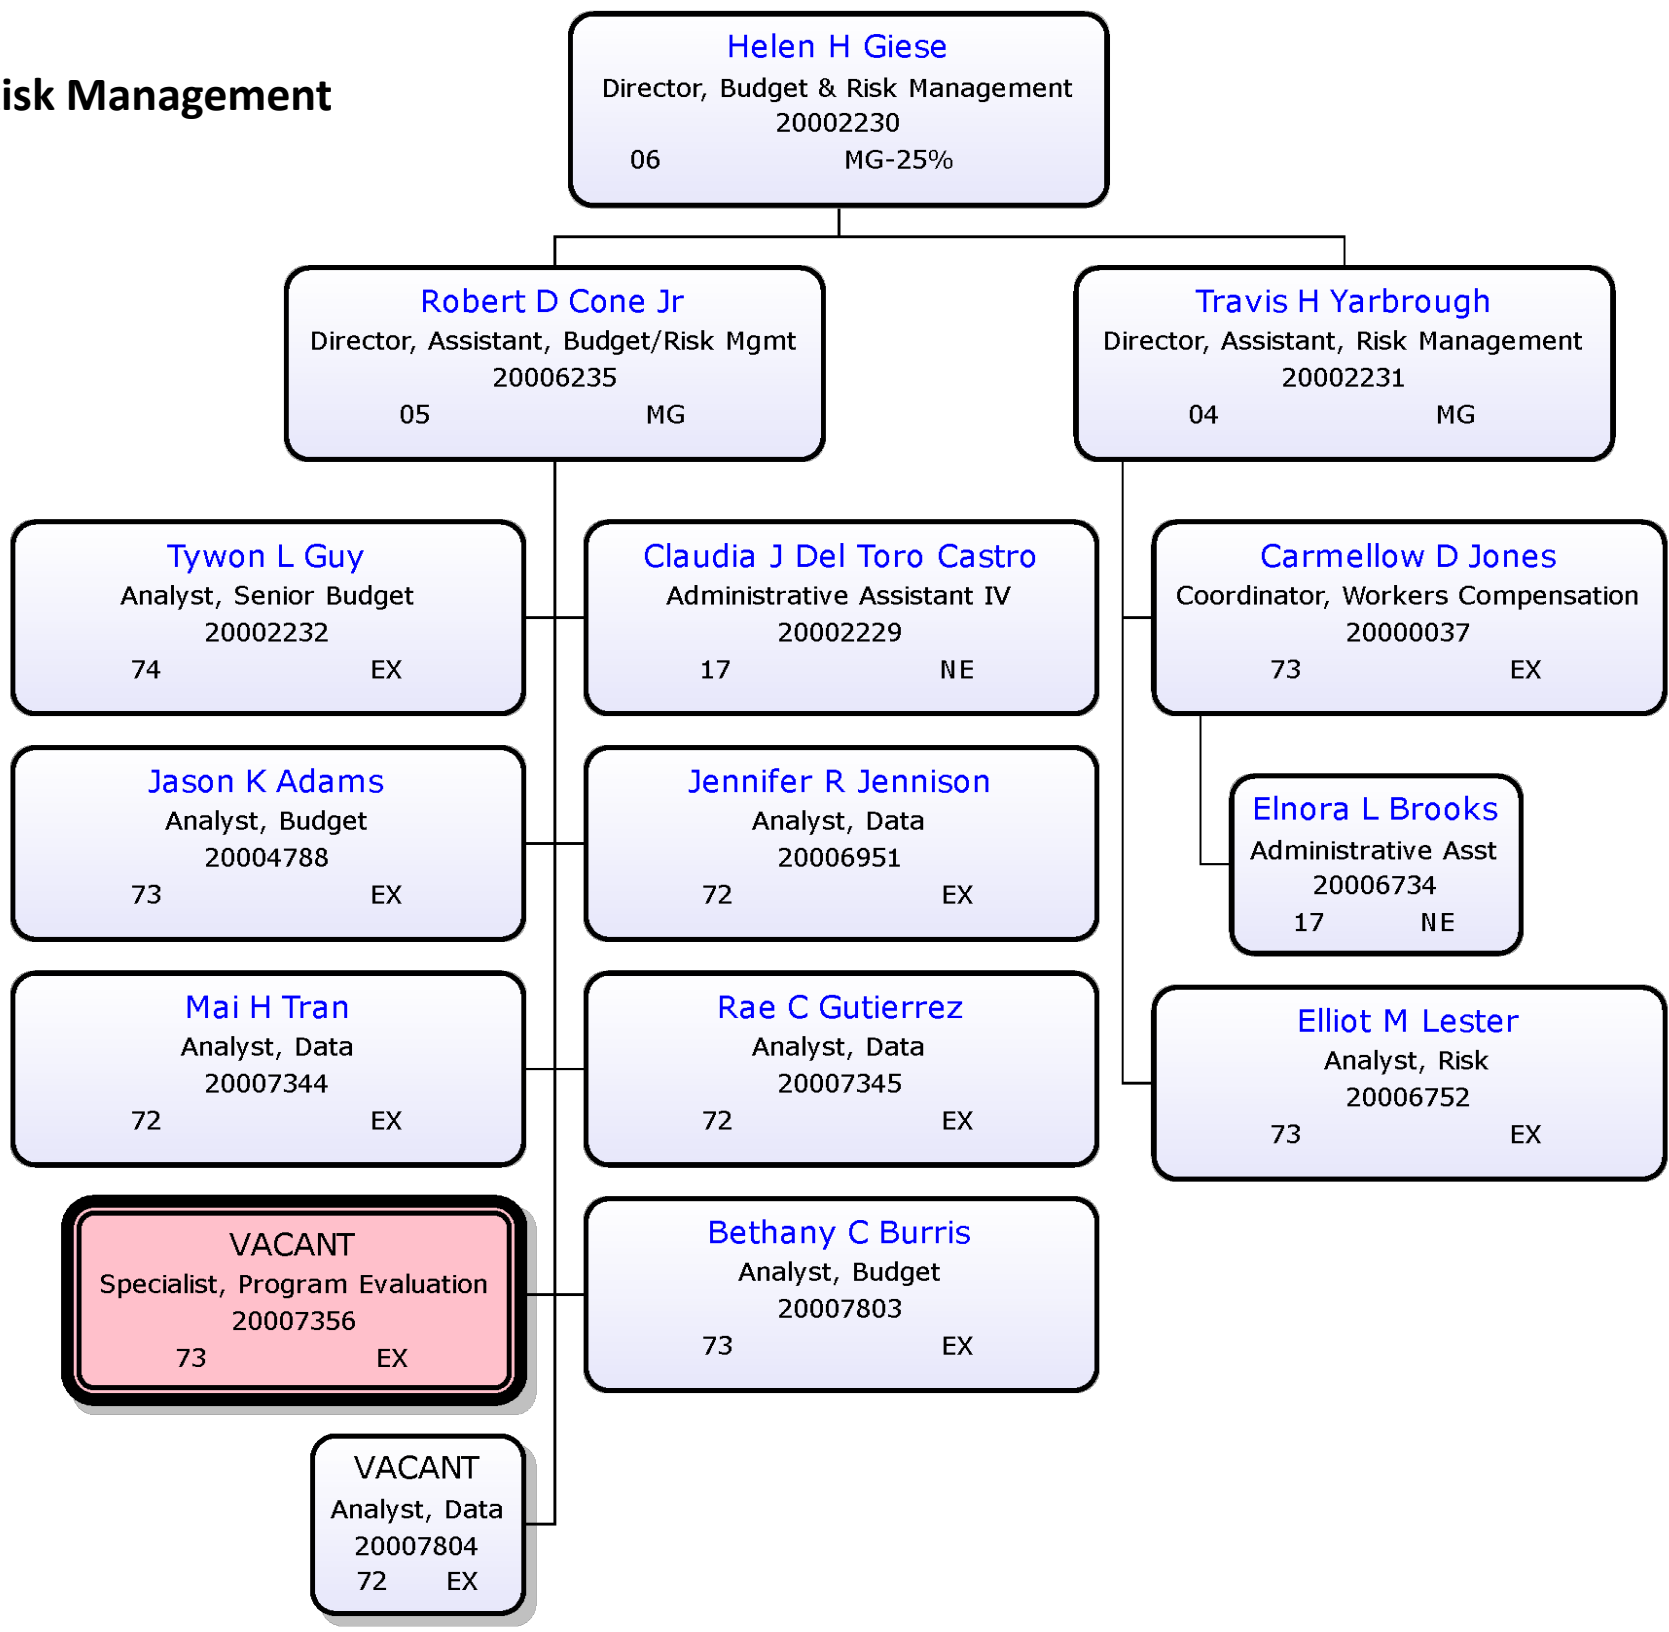 isk Management
Helen H Giese
Director, Budget & Risk Management
20002230
06 MG-25%
Robert D Cone Jr
Director, Assistant, Budget/Risk Mgmt
20006235
05 MG
Travis H Yarbrough
Director, Assistant, Risk Management
20002231
04 MG
Tywon L Guy
Analyst, Senior Budget
20002232
74 EX
Claudia J Del Toro Castro
Administrative Assistant IV
20002229
17 NE
Carmellow D Jones
Coordinator, Workers Compensation
20000037
73 EX
Jason K Adams
Analyst, Budget
20004788
73 EX
Jennifer R Jennison
Analyst, Data
20006951
72 EX
Elnora L Brooks
Administrative Asst
20006734
17 NE
Mai H Tran
Analyst, Data
20007344
72 EX
Rae C Gutierrez
Analyst, Data
20007345
72 EX
Elliot M Lester
Analyst, Risk
20006752
73 EX
VACANT
Specialist, Program Evaluation
20007356
73 EX
Bethany C Burris
Analyst, Budget
20007803
73 EX
VACANT
Analyst, Data
20007804
72 EX